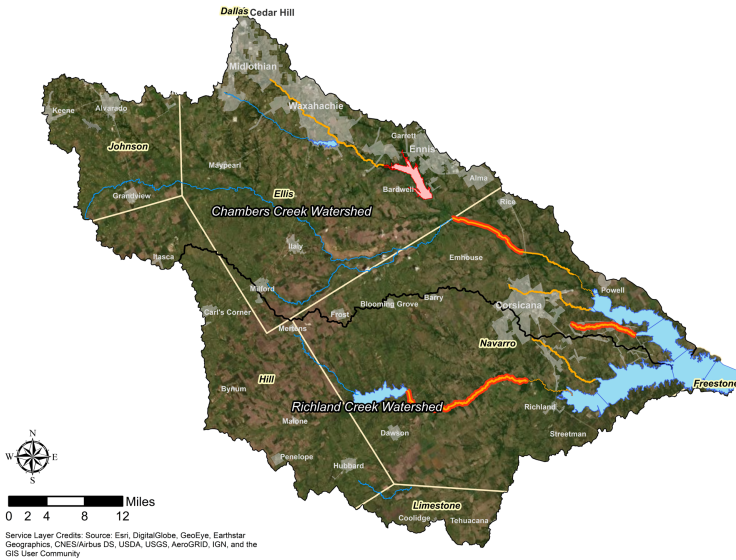 Dallas Cedar Hill
Midlothian
Waxahachie
Keene
Alvarado
Garrett
Johnson
Ennis
Maypearl
Alma
Ellis
Bardwell
Grandview
Rice
Chambers Creek Watershed
Italy
Itasca
Emhouse
Milford
Powell
Blooming Grove
Barry
Corsicana
Carl's Corner
Frost
Mertens
Navarro
Hill
Freestone
Bynum
Richland Creek Watershed
Richland
Malone
Dawson
Streetman
N
W E
S
Penelope
Hubbard
Miles
0 2 4 8 12
Limestone
Coolidge
Tehuacana
Service Layer Credits: Source: Esri, DigitalGlobe, GeoEye, Earthstar
Geographics, CNES/Airbus DS, USDA, USGS, AeroGRID, IGN, and the
GIS User Community